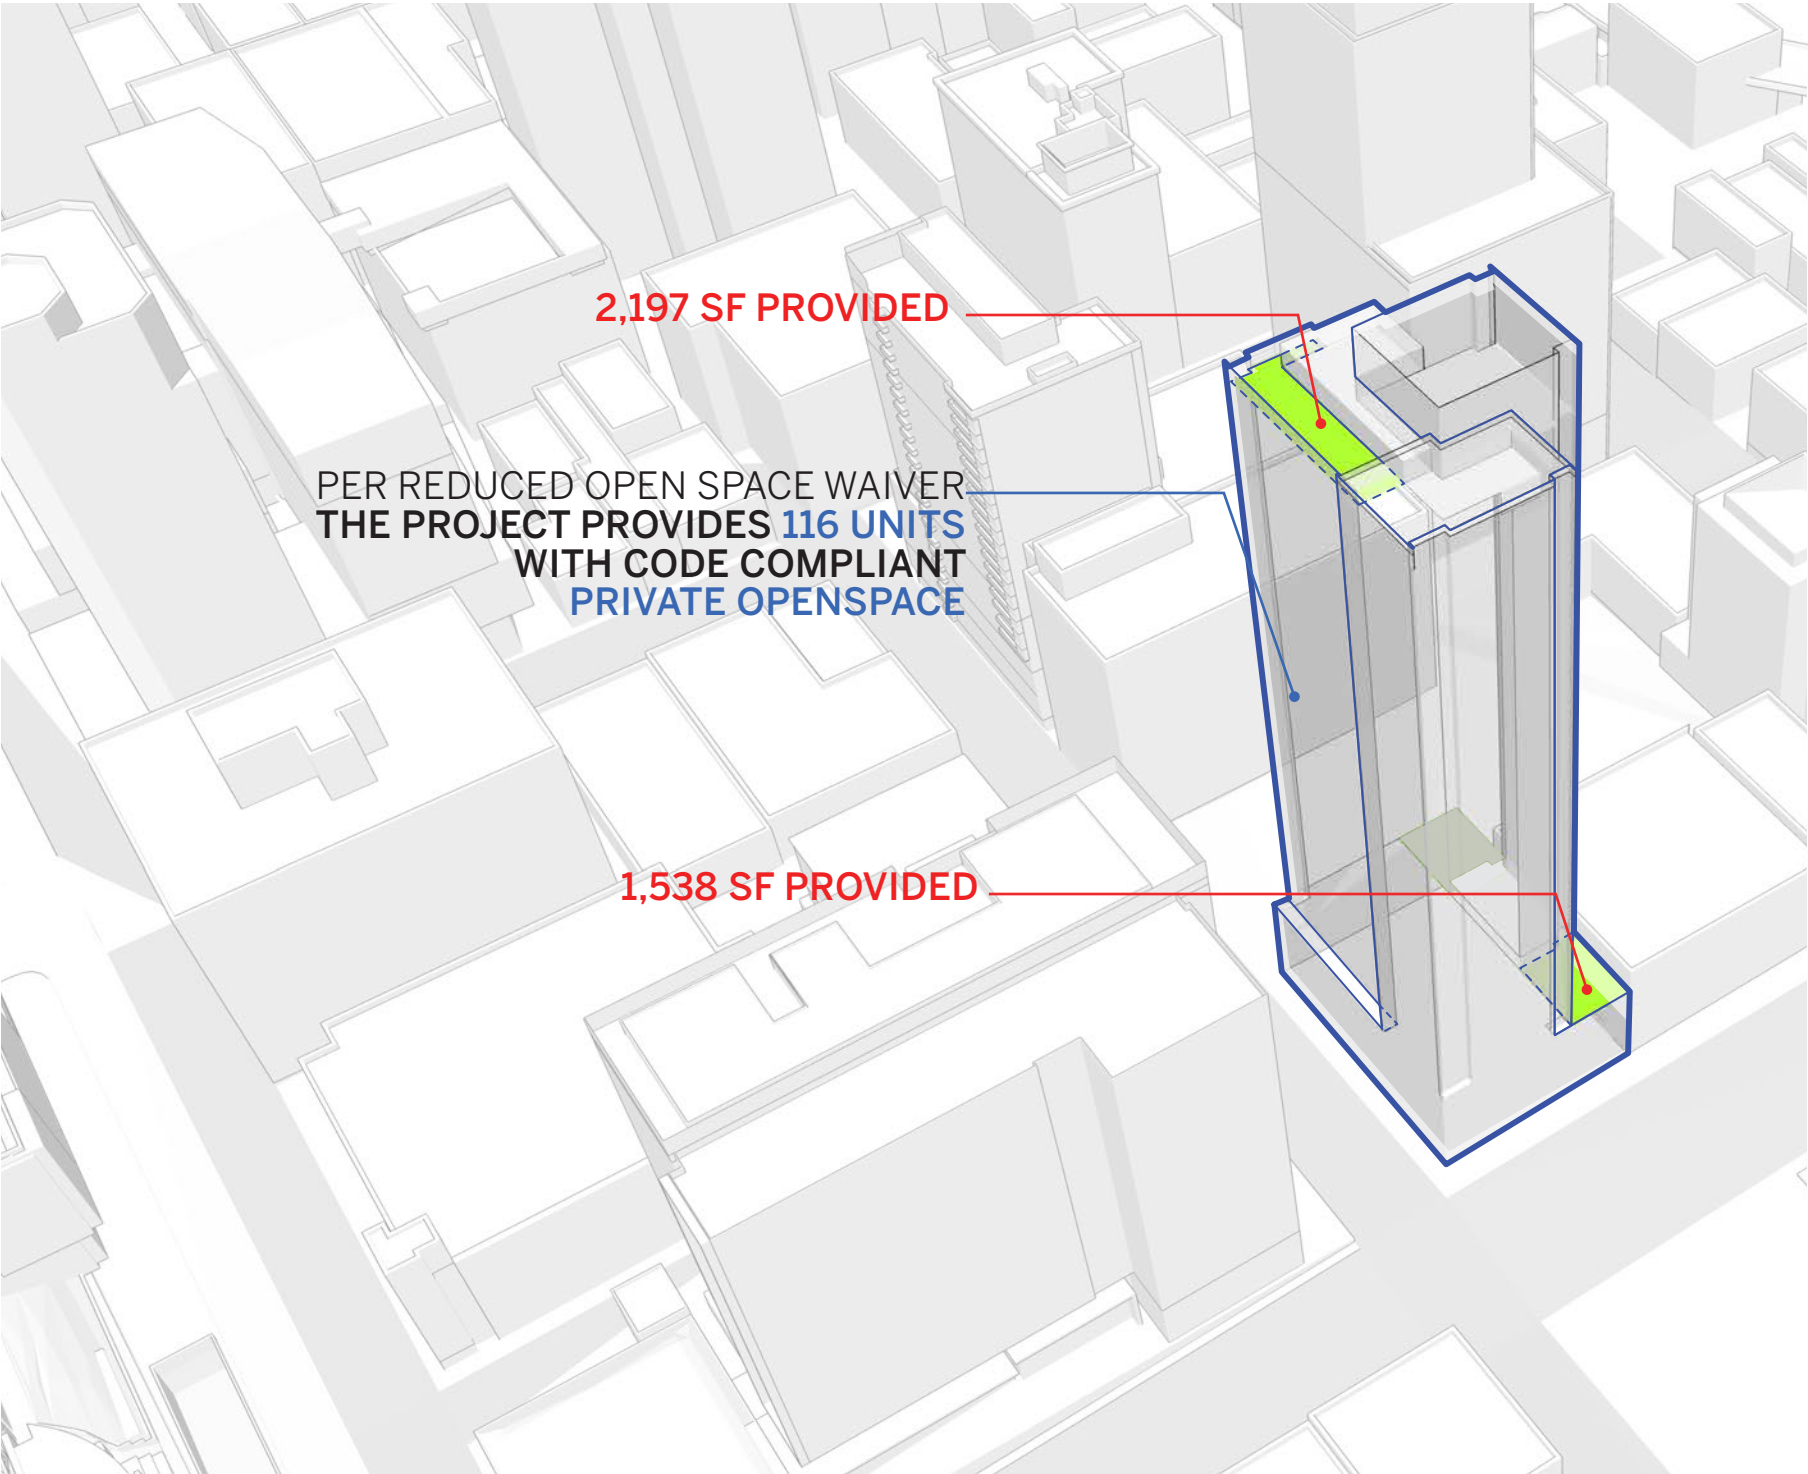 2,197 SF PROVIDED
PER REDUCED OPEN SPACE WAIVER
THE PROJECT PROVIDES 116 UNITS
WITH CODE COMPLIANT
PRIVATE OPENSPACE
1,538 SF PROVIDED